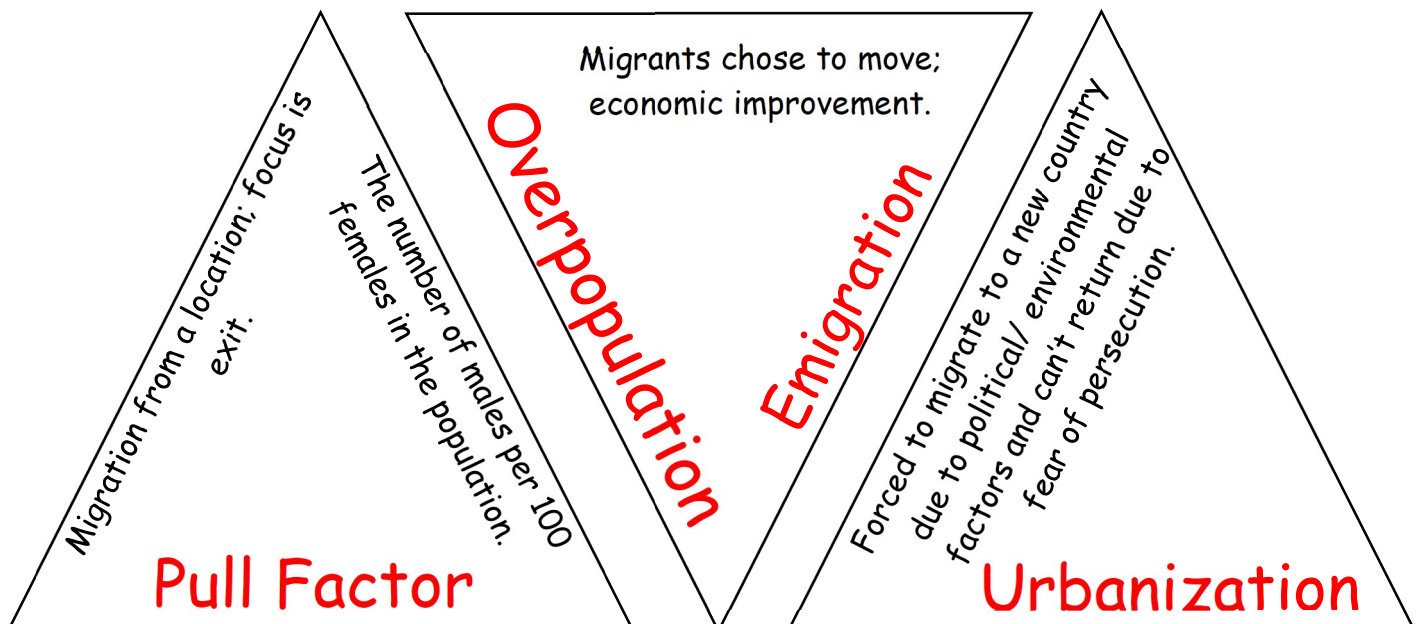 Migration from a location; focus is
exit.
The number of males per 100
females in the population.
Pull Factor
Migrants chose to move;
economic improvement.
Overpopulation
Emigration
Forced to migrate to a new country
due to political/ environmental
factors and can't return due to
fear of persecution.
Urbanization